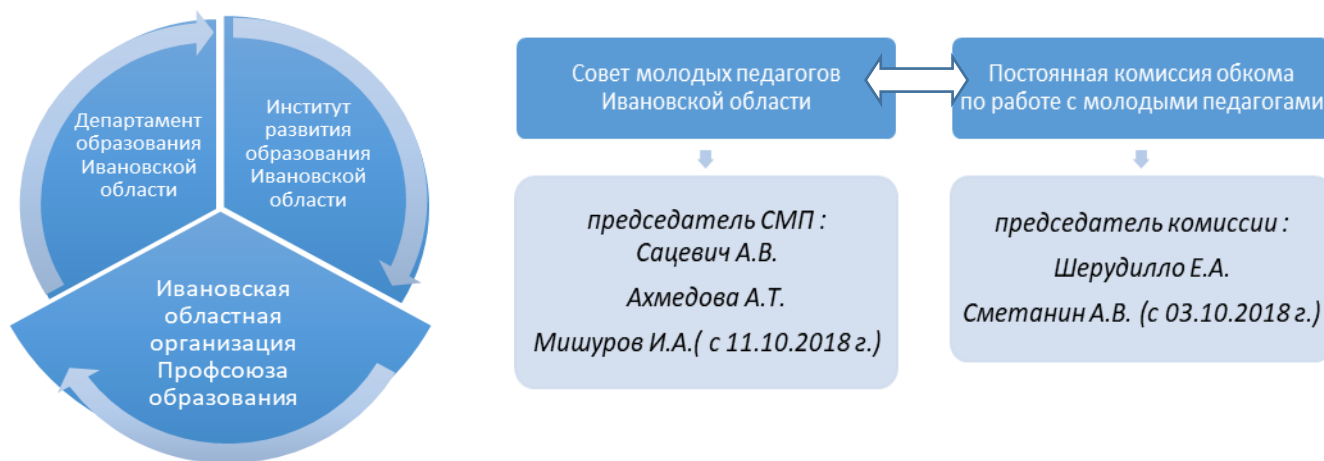 Департамент
образования
Ивановской
области
Институт
развития
образования
Ивановской
области
Ивановская
областная
организация
Профсоюза
образования
Совет молодых педагогов
Ивановской области
председатель СМП :
Сацевич А.В.
Ахмедова А.Т.
Мишуров И.А.( с 11.10.2018 г.)
Постоянная комиссия обкома
по работе с молодыми педагогами
председатель комиссии :
Шерудилло Е.А.
Сметанин А.В. (с 03.10.2018 г.)